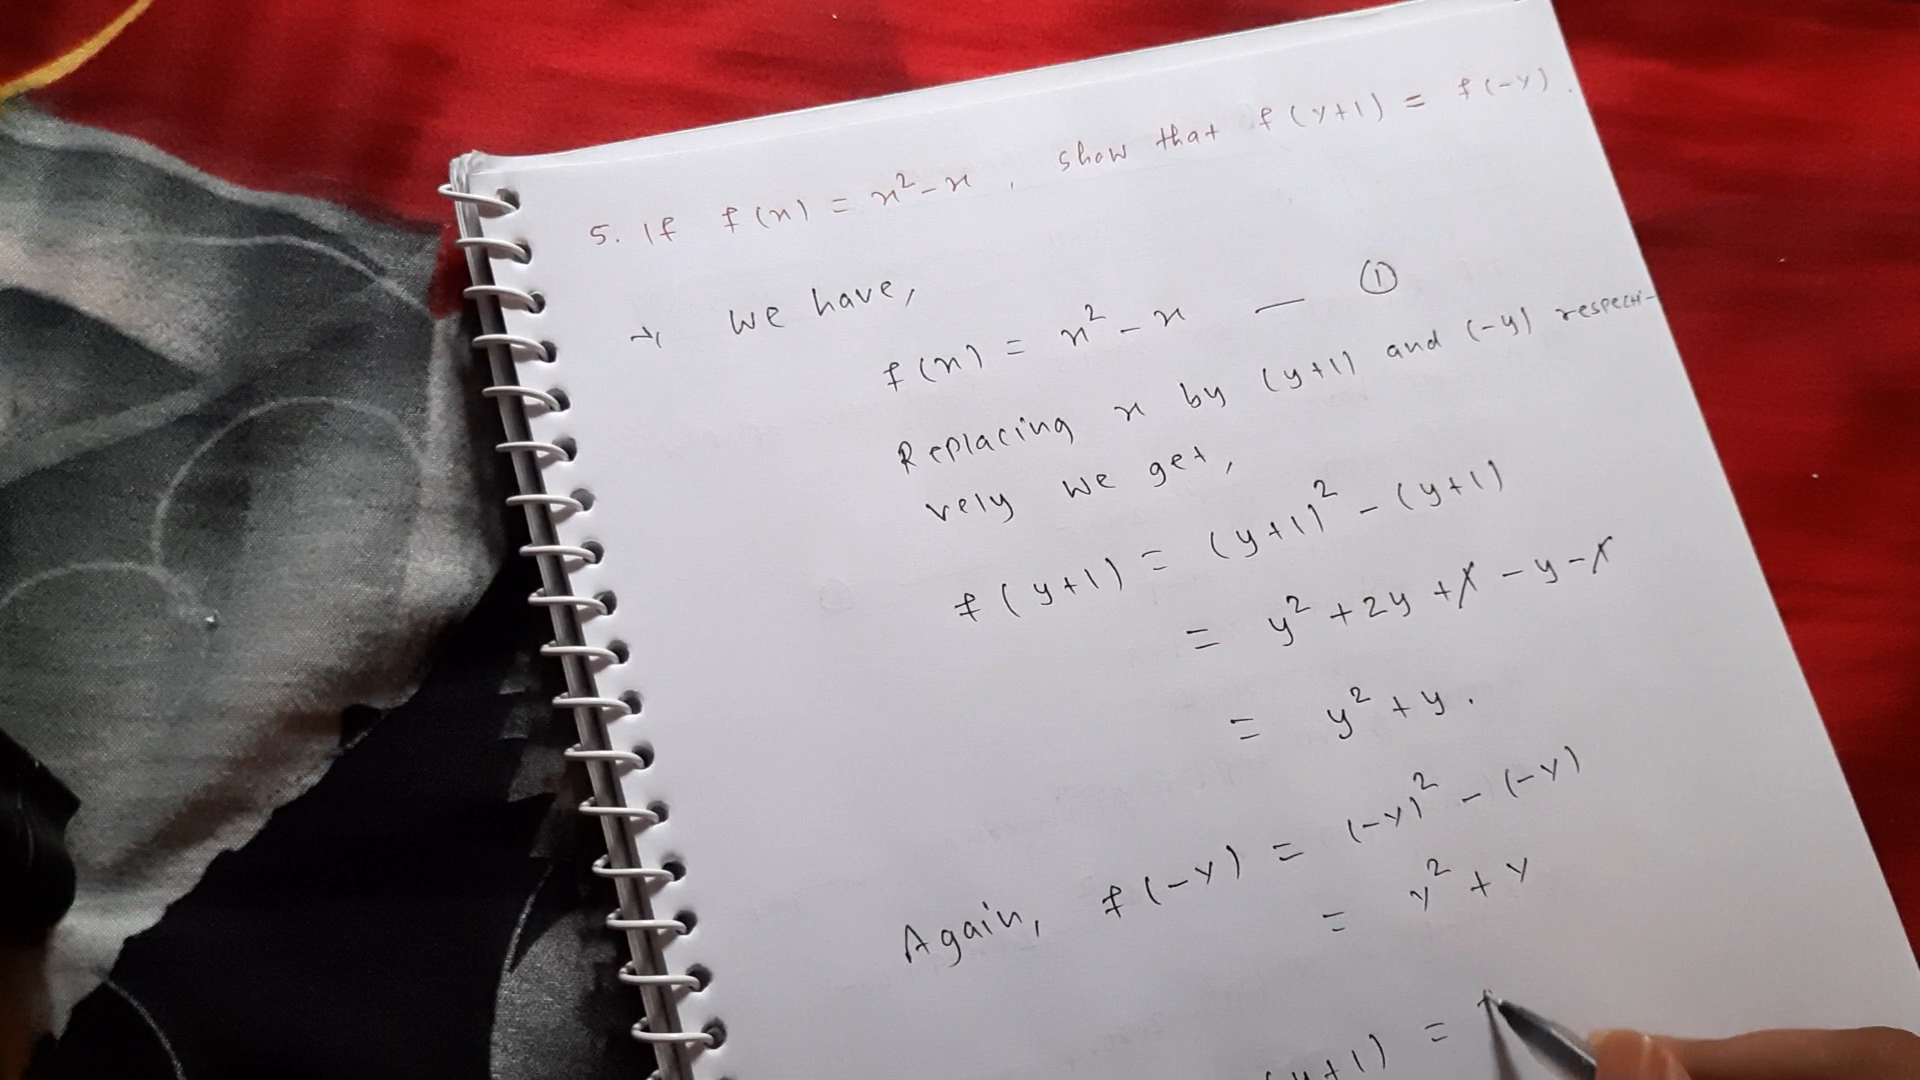 5. If f(x) = x² - x , show that f(y+1) = f(-y).
→ We have,
f(x) = x² - x — ①
Replacing x by (y+1) and (-y) respecti-
vely we get,
f(y+1) = (y+1)² - (y+1)
= y² + 2y + 1 - y - 1
= y² + y.
Again, f(-y) = (-y)² - (-y)
= y² + y
(y+1) =